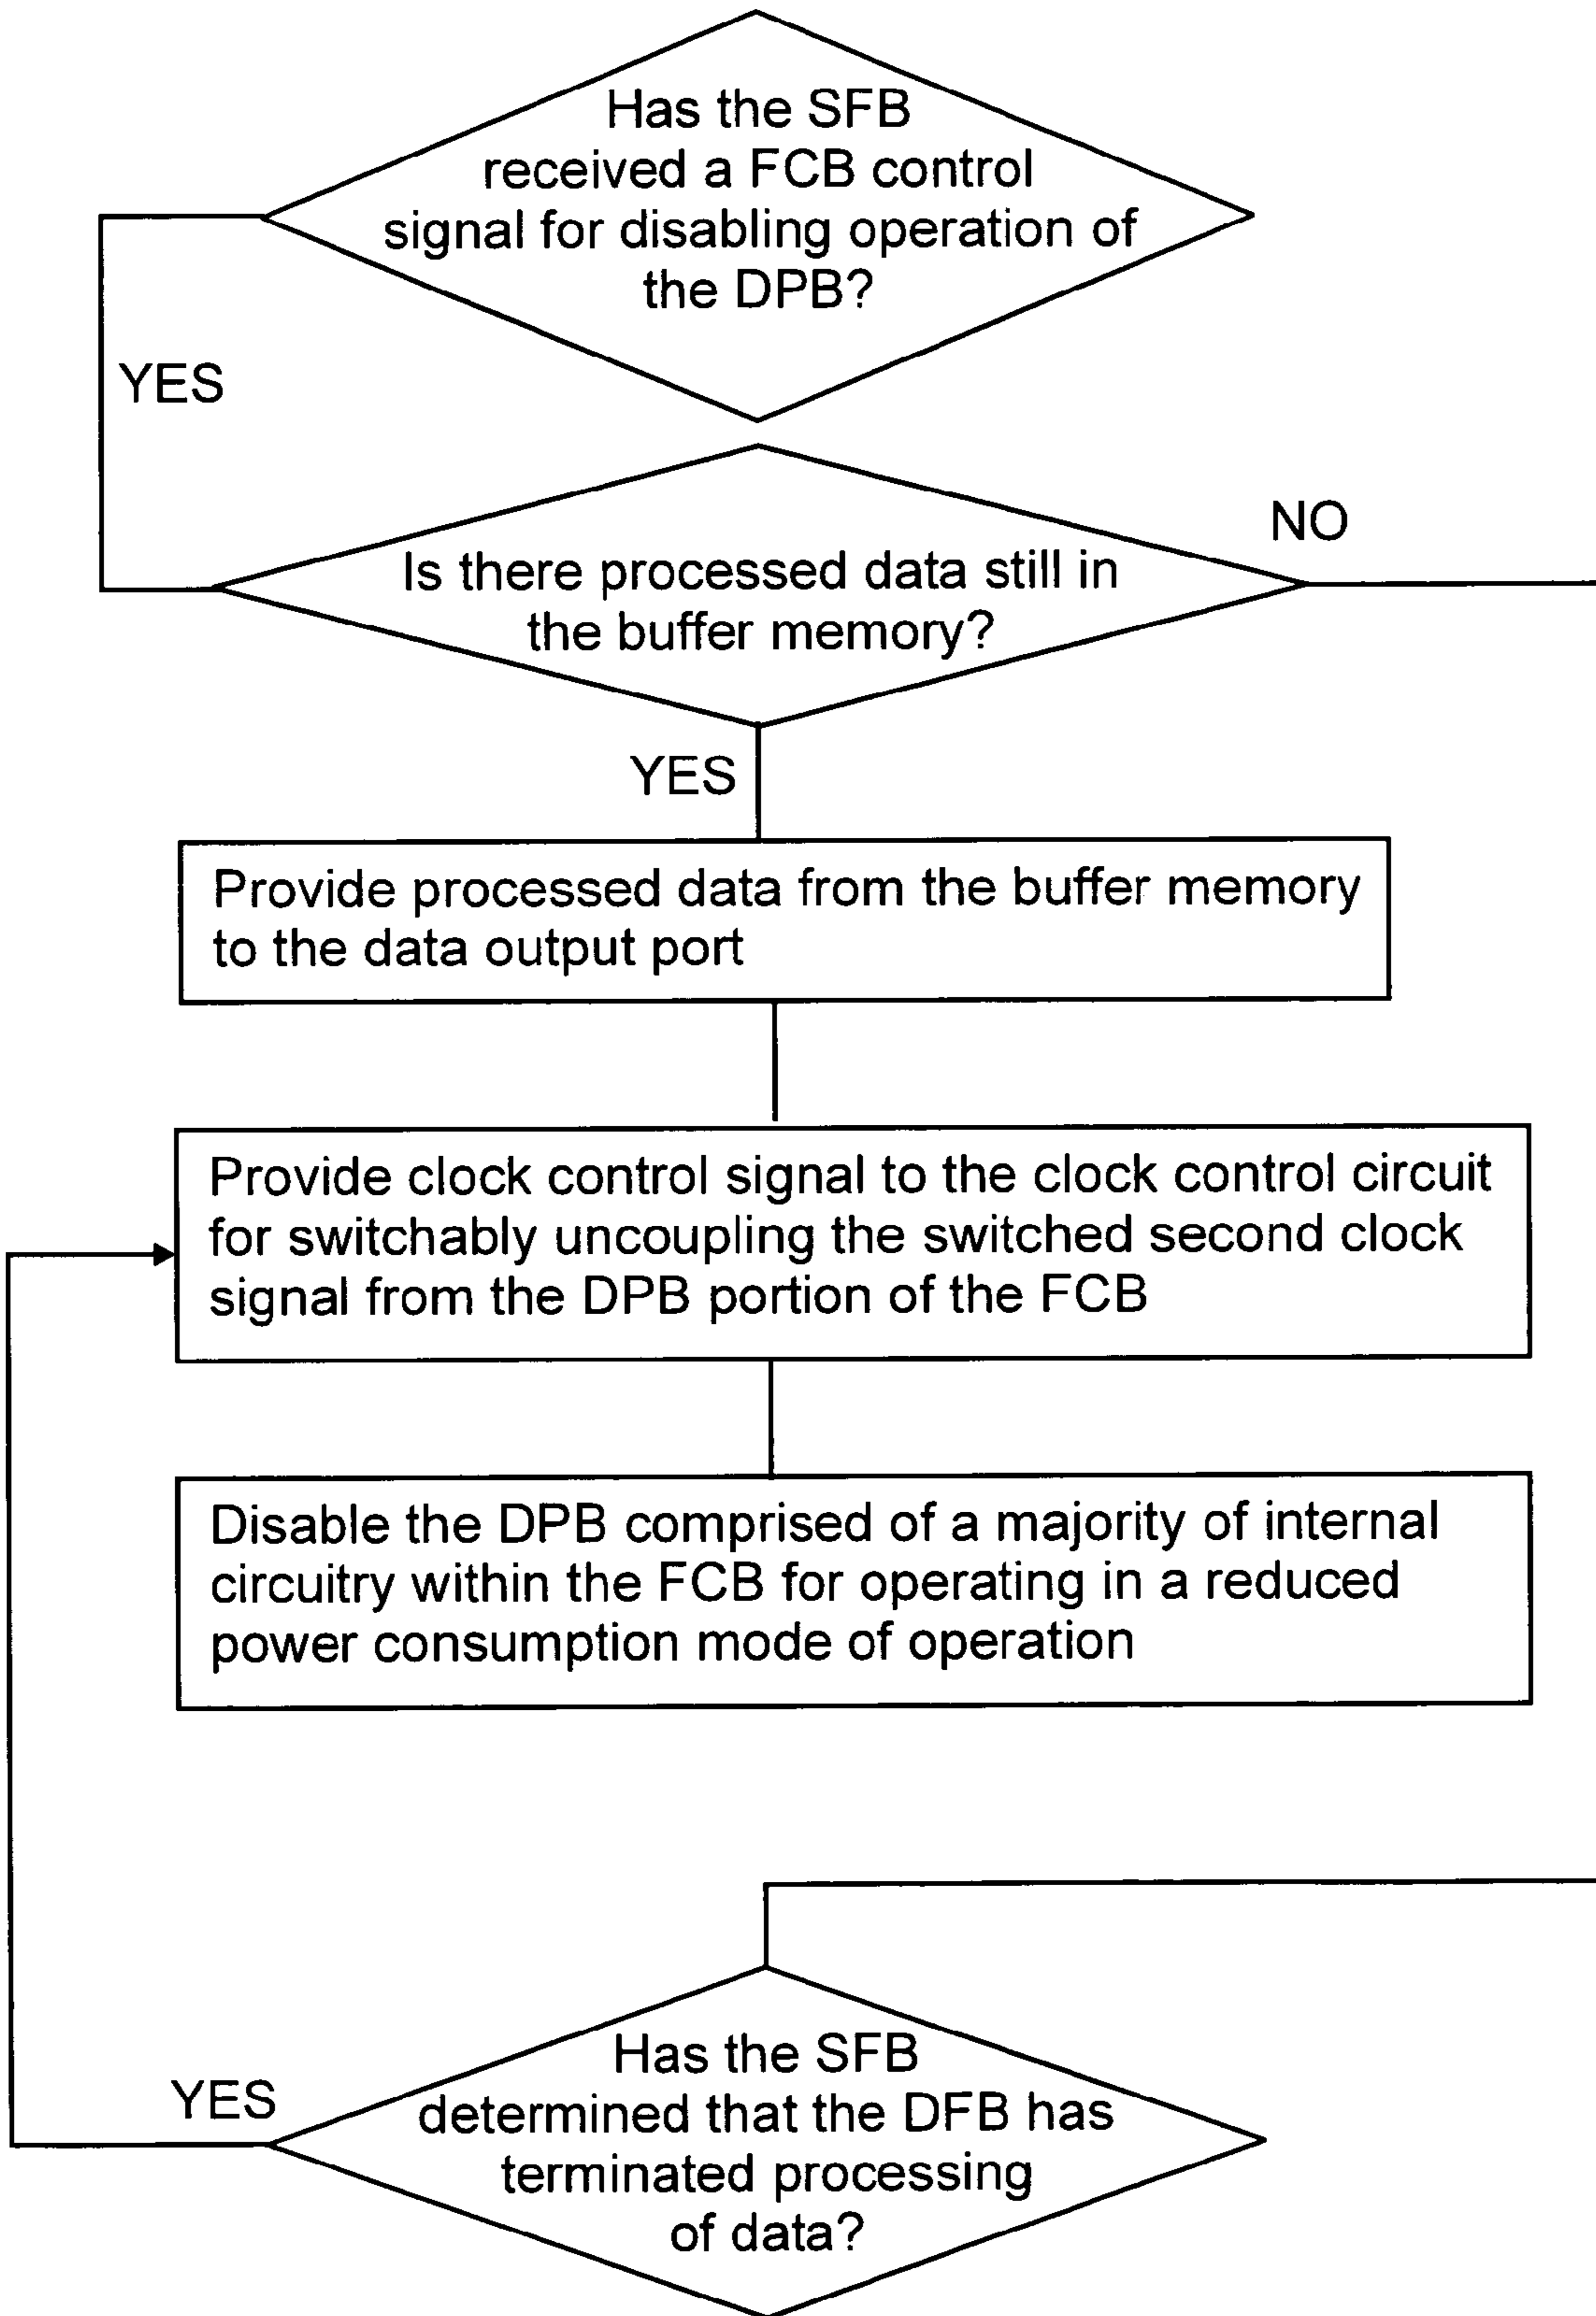 Has the SFB
received a FCB control
signal for disabling operation of
the DPB?
YES
NO
Is there processed data still in
the buffer memory?
YES
Provide processed data from the buffer memory
to the data output port
Provide clock control signal to the clock control circuit
for switchably uncoupling the switched second clock
signal from the DPB portion of the FCB
Disable the DPB comprised of a majority of internal
circuitry within the FCB for operating in a reduced
power consumption mode of operation
Has the SFB
YES
determined that the DFB has
terminated processing
of data?